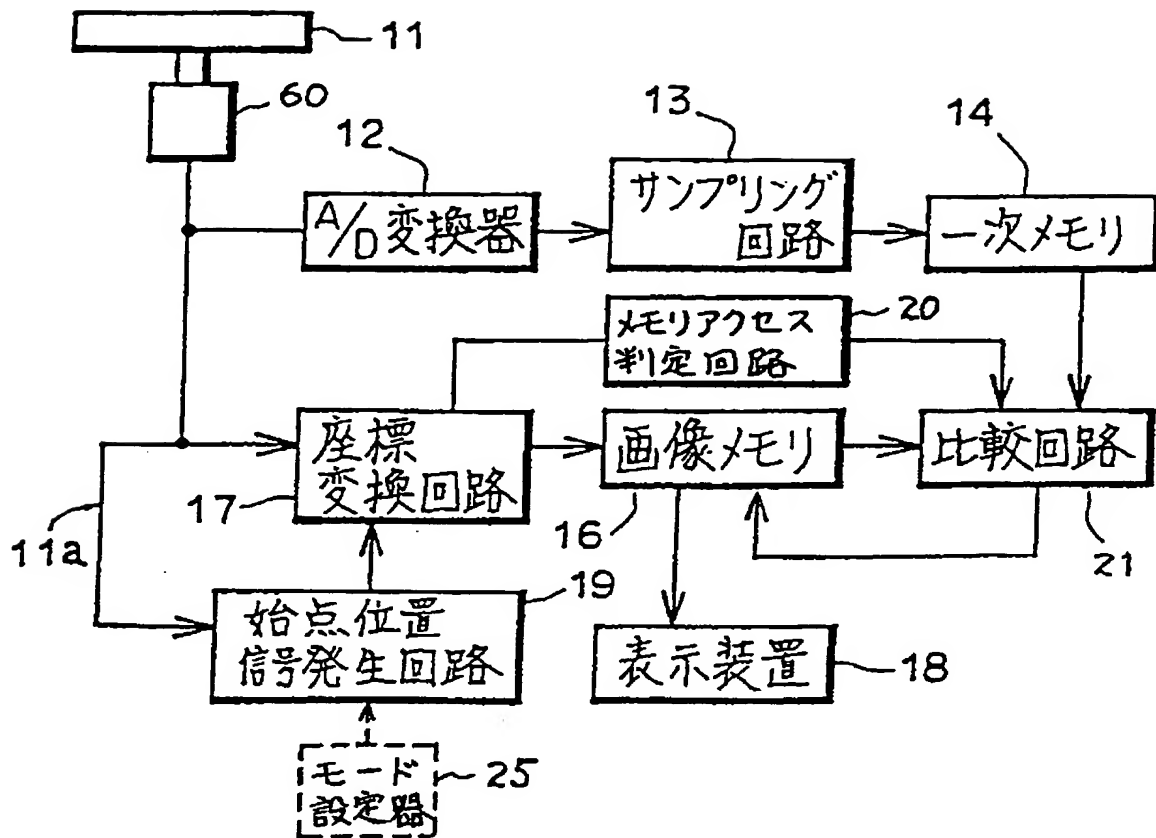 11
60
12
13
14
A/D変換器
サンプリング
回路
一次メモリ
メモリアクセス
判定回路
20
座標
変換回路
17
画像メモリ
16
比較回路
21
11a
始点位置
信号発生回路
19
表示装置
18
モード
設定器
25